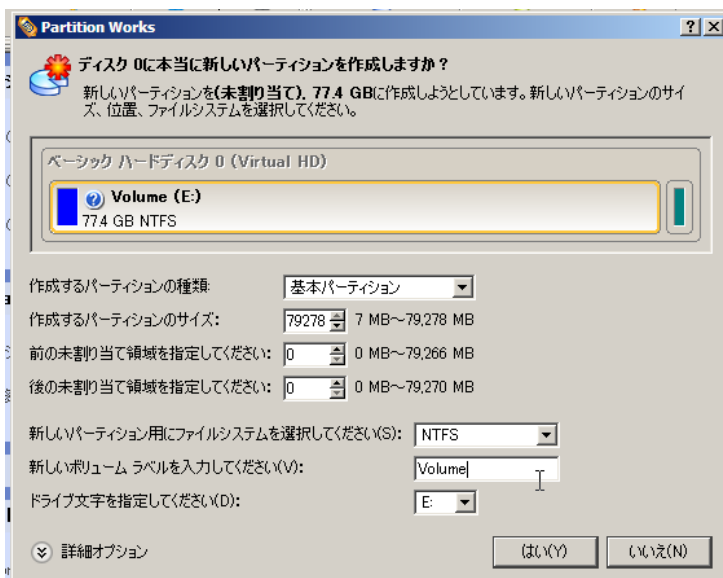 Partition Works
ディスク 0に本当に新しいパーティションを作成しますか？
新しいパーティションを(未割り当て), 77.4 GBに作成しようとしています。新しいパーティションのサイ
ズ、位置、ファイルシステムを選択してください。
ベーシック ハードディスク 0 (Virtual HD)
Volume (E:)
77.4 GB NTFS
作成するパーティションの種類:
基本パーティション
作成するパーティションのサイズ:
79278
7 MB～79,278 MB
前の未割り当て領域を指定してください:
0
0 MB～79,266 MB
後の未割り当て領域を指定してください:
0
0 MB～79,270 MB
新しいパーティション用にファイルシステムを選択してください(S):
NTFS
新しいボリューム ラベルを入力してください(V):
Volume
ドライブ文字を指定してください(D):
E:
詳細オプション
はい(Y)
いいえ(N)